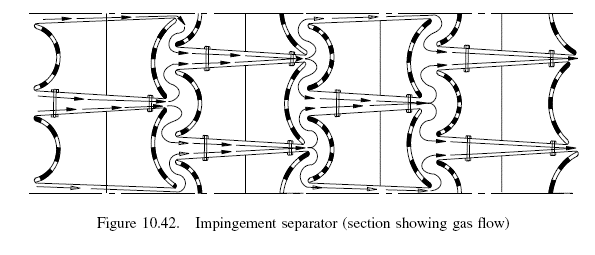 Figure 10.42. Impingement separator (section showing gas flow)